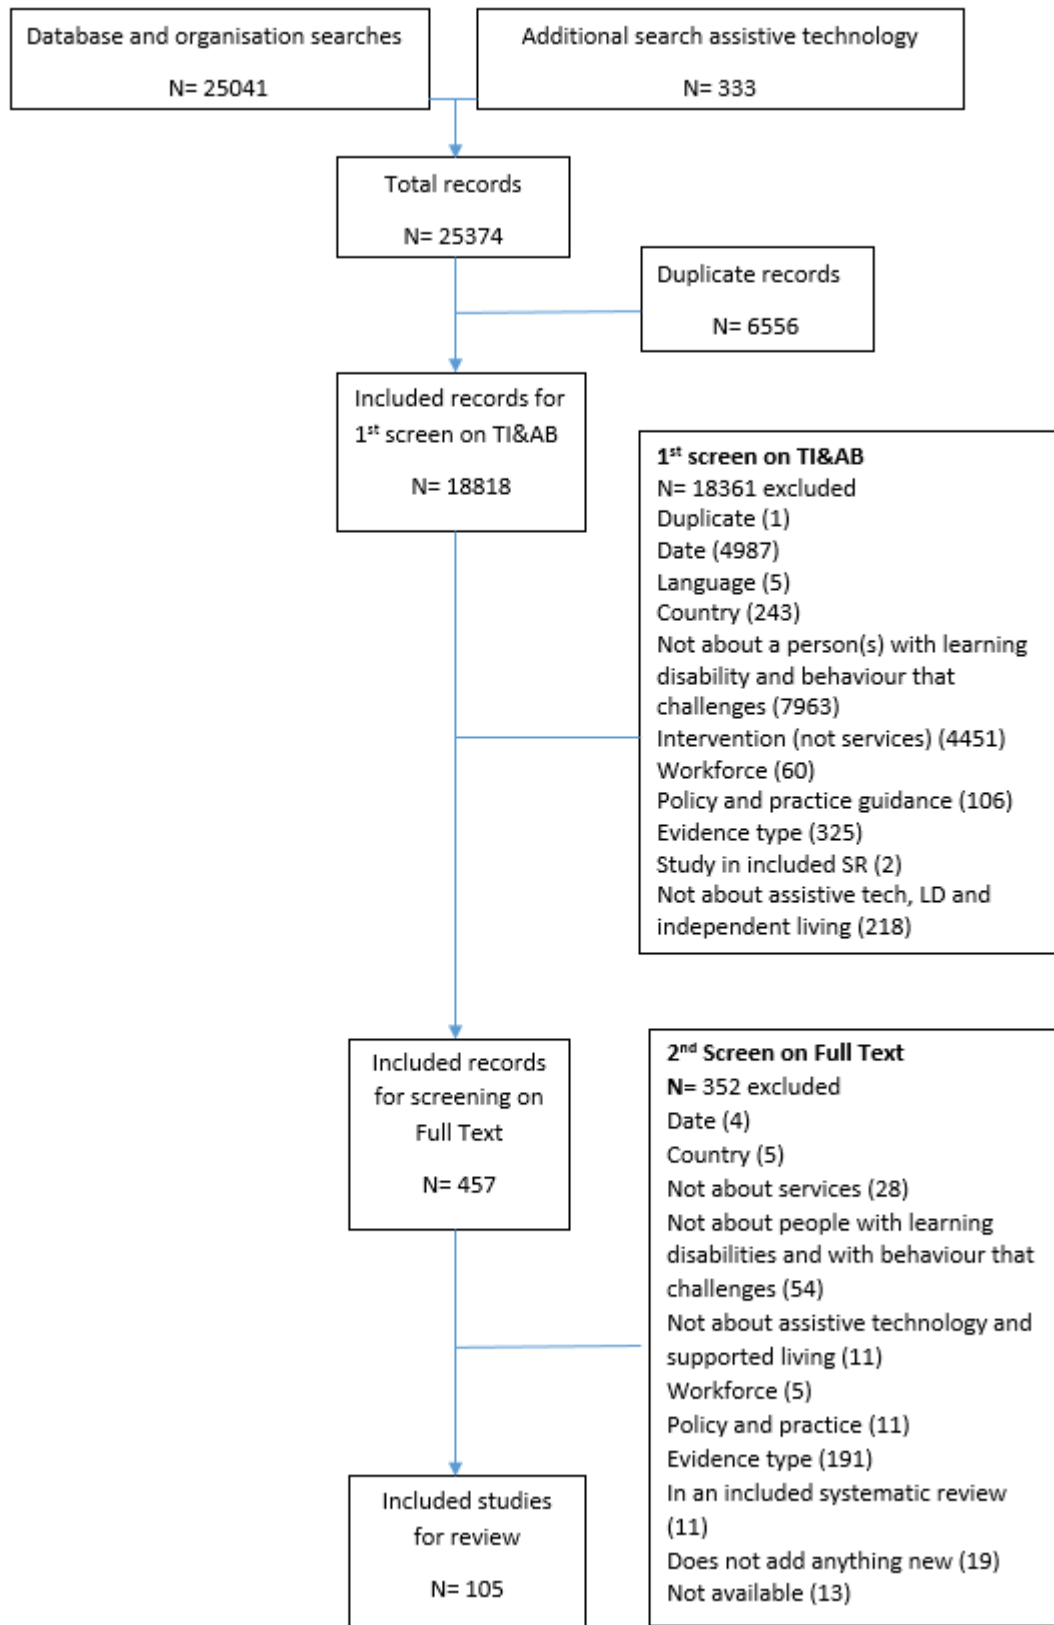 Database and organisation searches
N= 25041
Additional search assistive technology
N= 333
Total records
N= 25374
Duplicate records
N= 6556
Included records for
1st screen on TI&AB
N= 18818
1st screen on TI&AB
N= 18361 excluded
Duplicate (1)
Date (4987)
Language (5)
Country (243)
Not about a person(s) with learning
disability and behaviour that
challenges (7963)
Intervention (not services) (4451)
Workforce (60)
Policy and practice guidance (106)
Evidence type (325)
Study in included SR (2)
Not about assistive tech, LD and
independent living (218)
Included records
for screening on
Full Text
N= 457
2nd Screen on Full Text
N= 352 excluded
Date (4)
Country (5)
Not about services (28)
Not about people with learning
disabilities and with behaviour that
challenges (54)
Not about assistive technology and
supported living (11)
Workforce (5)
Policy and practice (11)
Evidence type (191)
In an included systematic review
(11)
Does not add anything new (19)
Not available (13)
Included studies
for review
N= 105